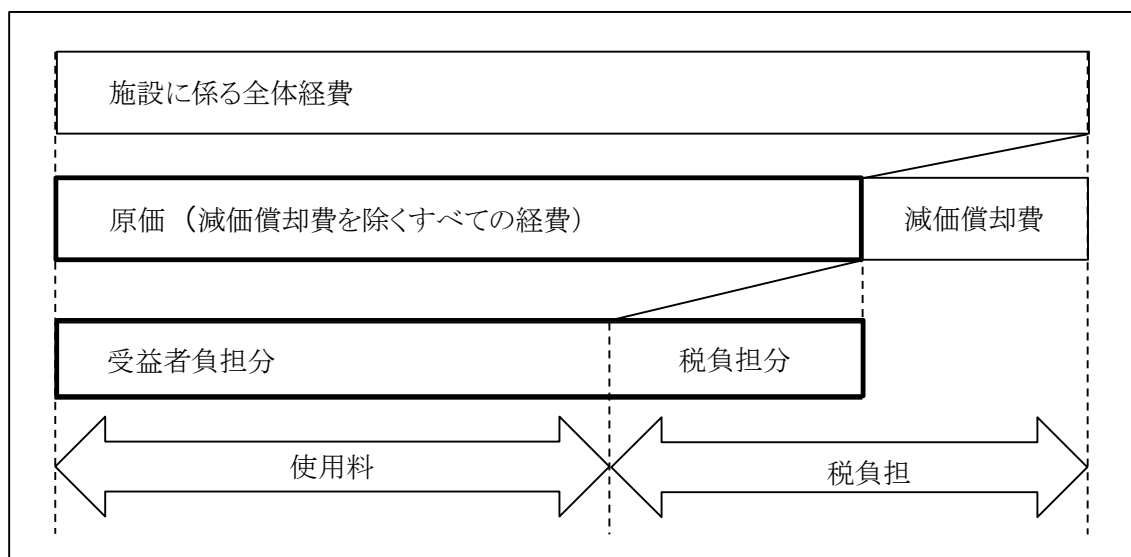 施設に係る全体経費
原価（減価償却費を除くすべての経費）
減価償却費
受益者負担分
税負担分
使用料
税負担